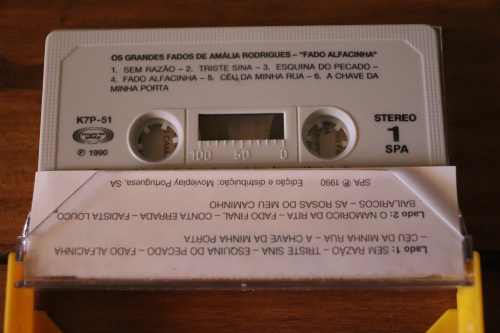 OS GRANDES FADOS DE AMÁLIA RODRIGUES – "FADO ALFACINHA"
1. SEM RAZÃO – 2. TRISTE SINA – 3. ESQUINA DO PECADO –
4. FADO ALFACINHA – 5. CÉU DA MINHA RUA – 6. A CHAVE DA
MINHA PORTA
K7P-51
℗ 1990
100 50 0
STEREO
1
SPA
Lado 1: SEM RAZÃO – TRISTE SINA – ESQUINA DO PECADO – FADO ALFACINHA
– CÉU DA MINHA RUA – A CHAVE DA MINHA PORTA
Lado 2: O NAMORICO DA RITA – FADO FINAL – CONTA ERRADA – FADISTA LOUCO,
BAILARICOS – AS ROSAS DO MEU CAMINHO
SPA ℗ 1990 Edição e distribuição: Movieplay Portuguesa, SA